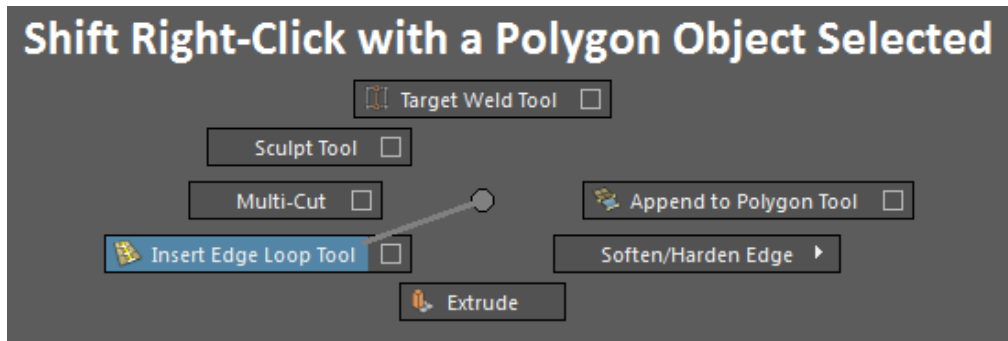 Shift Right-Click with a Polygon Object Selected
Target Weld Tool
Sculpt Tool
Multi-Cut
Append to Polygon Tool
Insert Edge Loop Tool
Soften/Harden Edge
Extrude